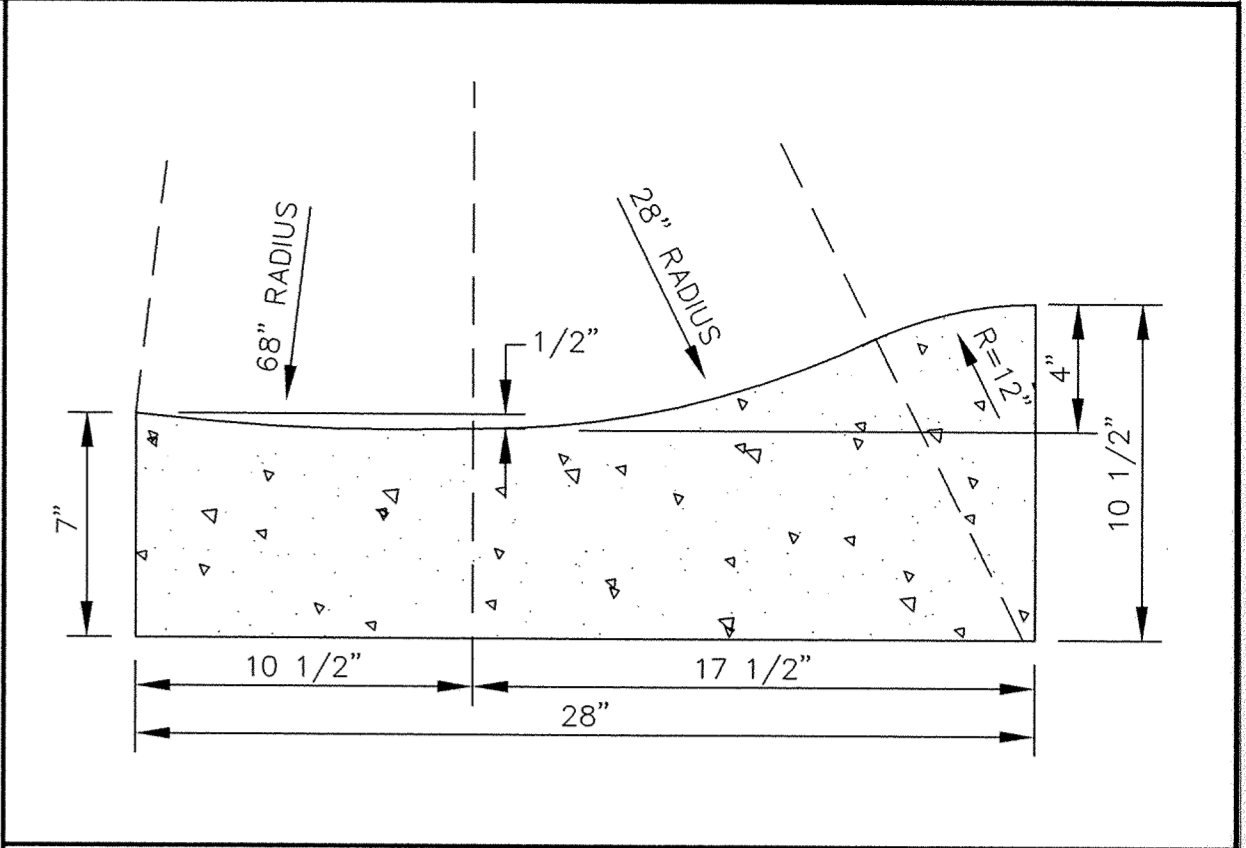 68” RADIUS
28” RADIUS
1/2”
R=12”
4”
10 1/2”
7”
10 1/2”
17 1/2”
28”